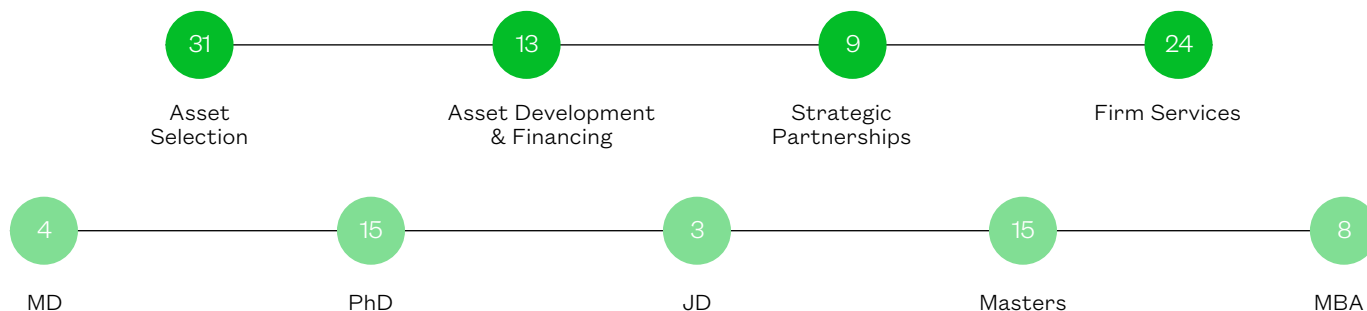 31 13 9 24
Asset Selection
Asset Development & Financing
Strategic Partnerships
Firm Services
4 15 3 15 8
MD PhD JD Masters MBA